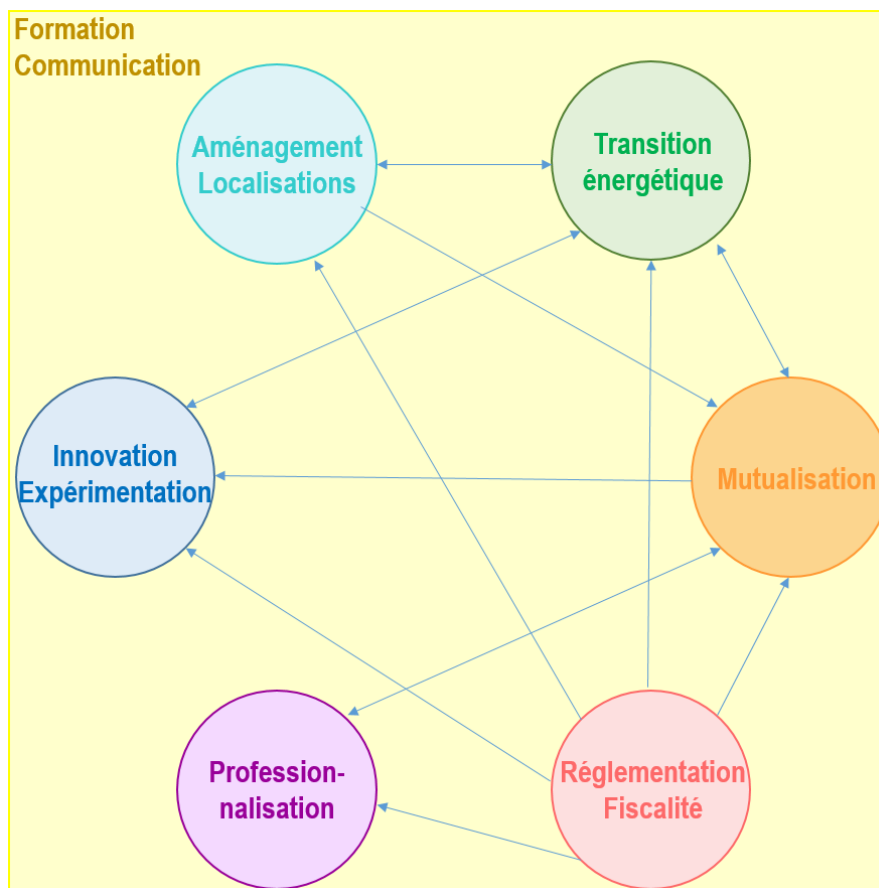 Formation
Communication
Aménagement
Localisations
Transition
énergétique
Innovation
Expérimentation
Mutualisation
Profession-
nalisation
Réglementation
Fiscalité